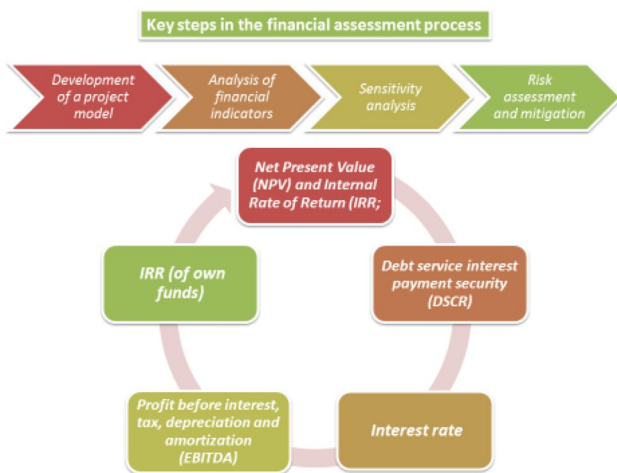 Key steps in the financial assessment process
Development
of a project
model
Analysis of
financial
indicators
Sensitivity
analysis
Risk
assessment
and mitigation
Net Present Value
(NPV) and Internal
Rate of Return (IRR;
Debt service interest
payment security
(DSCR)
Interest rate
Profit before interest,
tax, depreciation and
amortization
(EBITDA)
IRR (of own
funds)